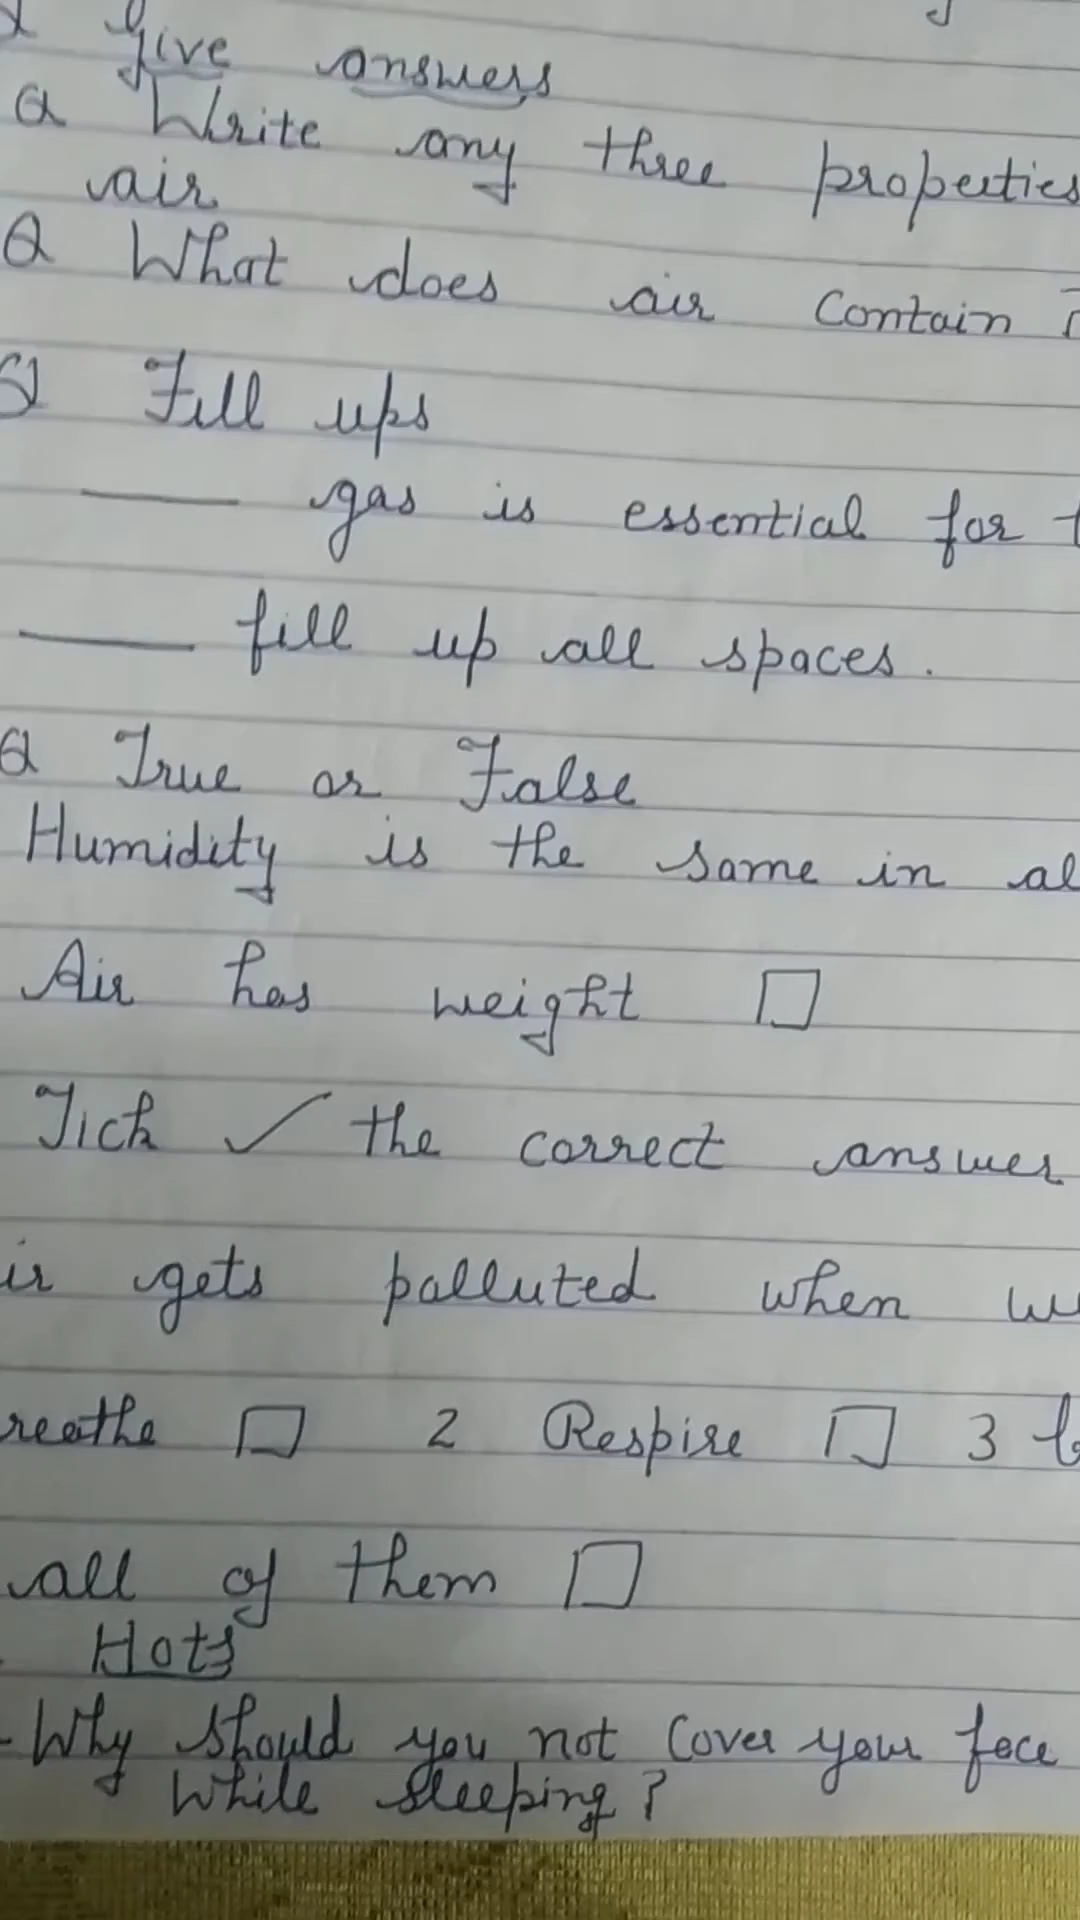 Give answers
Q Write any three properties
air
Q What does air contain
Q Fill ups
gas is essential for
fill up all spaces.
Q True or False
Humidity is the same in
Air has weight
Tick ✓ the correct answer
gets polluted when
2 Respire 3
all of them
Hots
Why should you not cover your face
while sleeping?